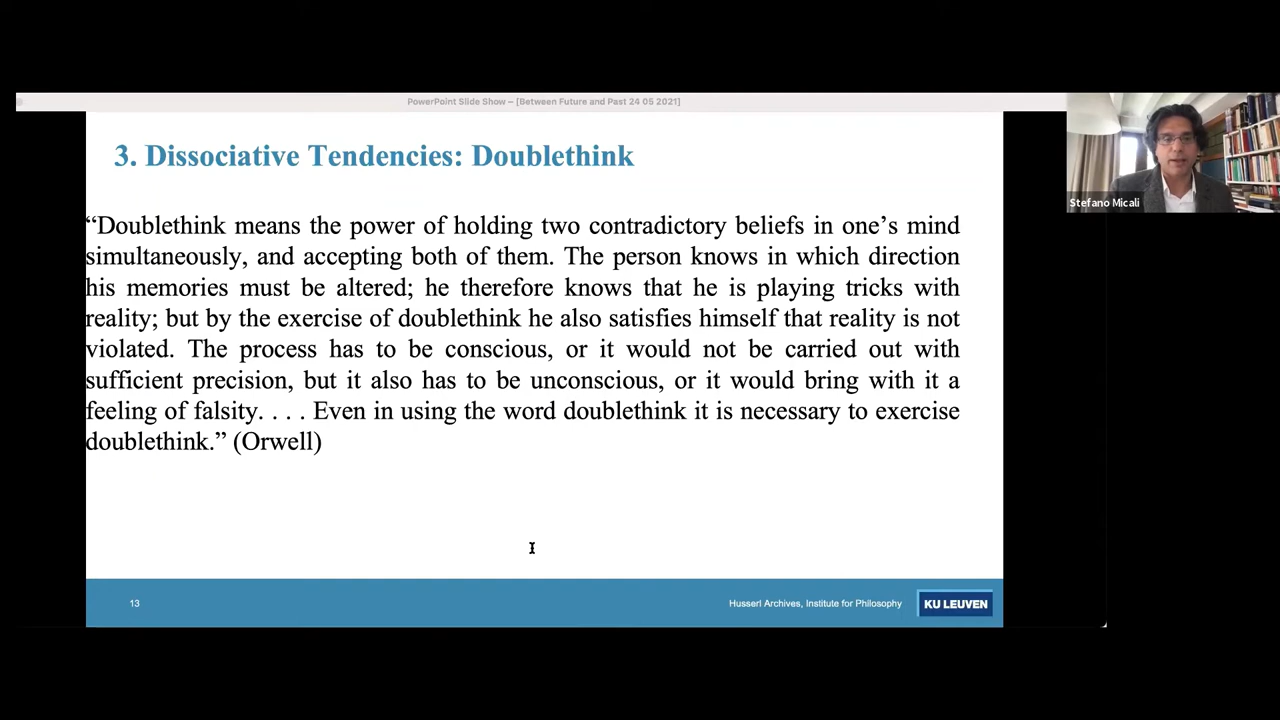 PowerPoint Slide Show – [Between Future and Past 24 05 2021]
3. Dissociative Tendencies: Doublethink
Stefano Micali
“Doublethink means the power of holding two contradictory beliefs in one’s mind
simultaneously, and accepting both of them. The person knows in which direction
his memories must be altered; he therefore knows that he is playing tricks with
reality; but by the exercise of doublethink he also satisfies himself that reality is not
violated. The process has to be conscious, or it would not be carried out with
sufficient precision, but it also has to be unconscious, or it would bring with it a
feeling of falsity. . . . Even in using the word doublethink it is necessary to exercise
doublethink.” (Orwell)
13
Husserl Archives, Institute for Philosophy
KU LEUVEN